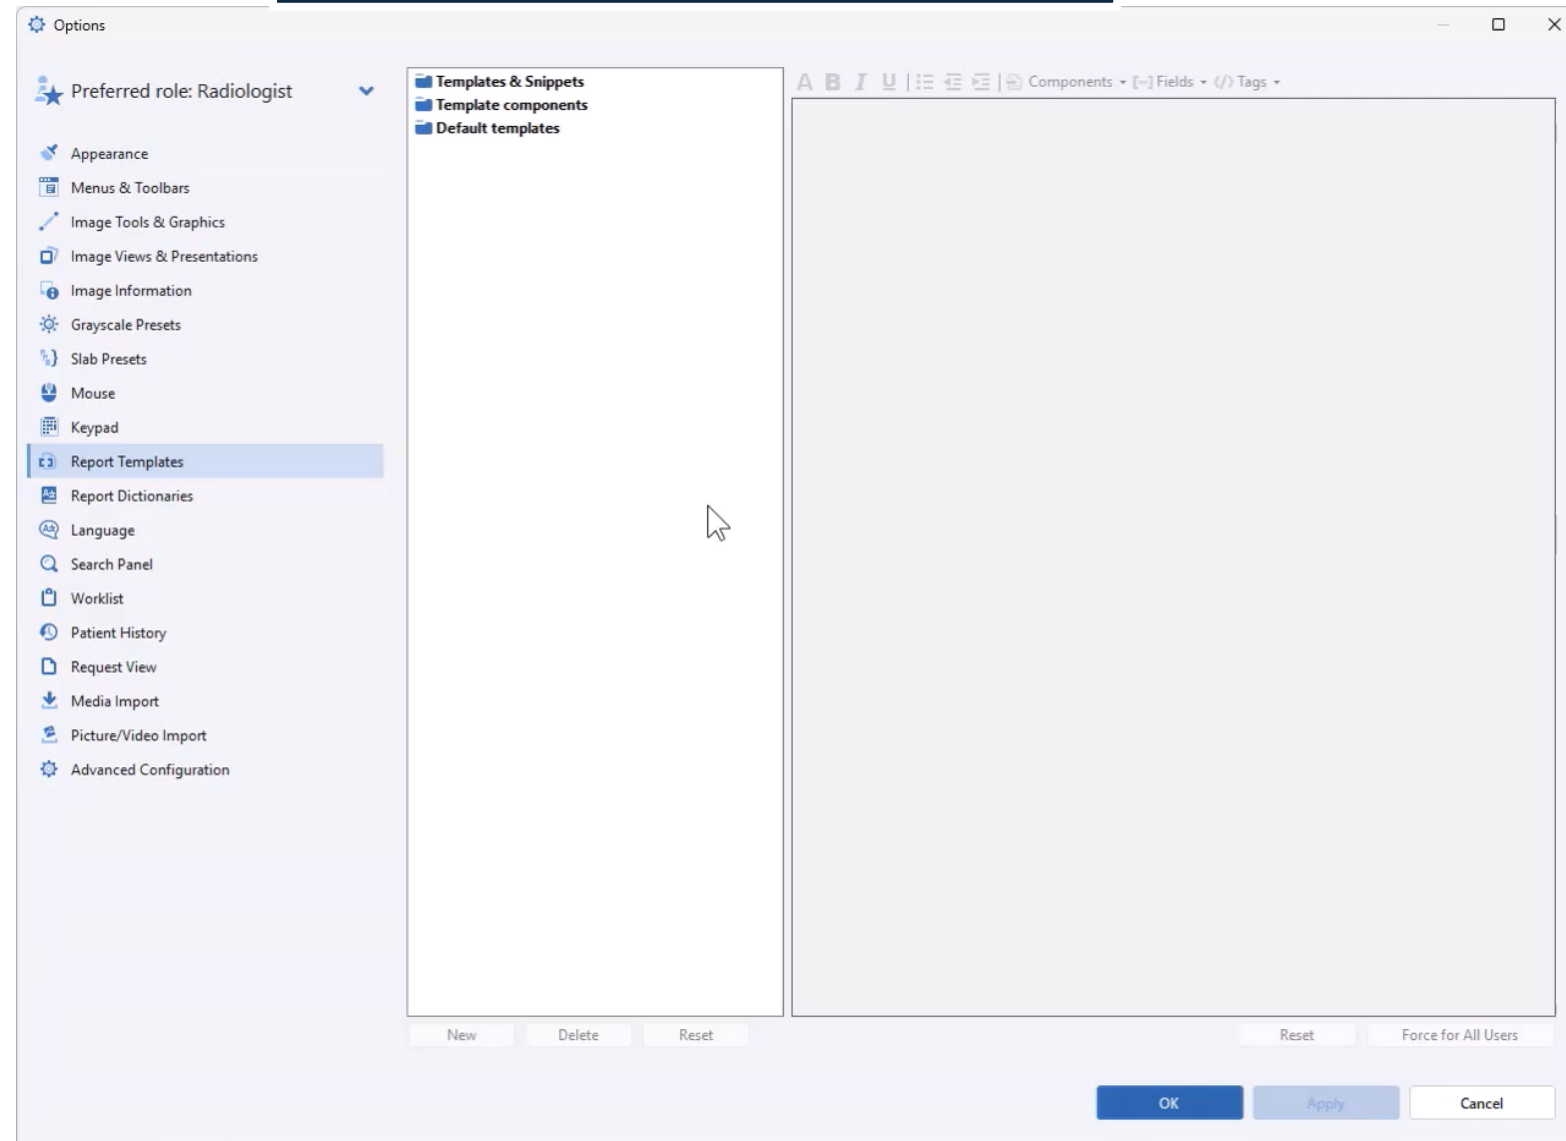 Options
Preferred role: Radiologist
Appearance
Menus & Toolbars
Image Tools & Graphics
Image Views & Presentations
Image Information
Grayscale Presets
Slab Presets
Mouse
Keypad
Report Templates
Report Dictionaries
Language
Search Panel
Worklist
Patient History
Request View
Media Import
Picture/Video Import
Advanced Configuration
Templates & Snippets
Template components
Default templates
New Delete Reset
A B I U Components Fields Tags
Reset Force for All Users
OK Apply Cancel